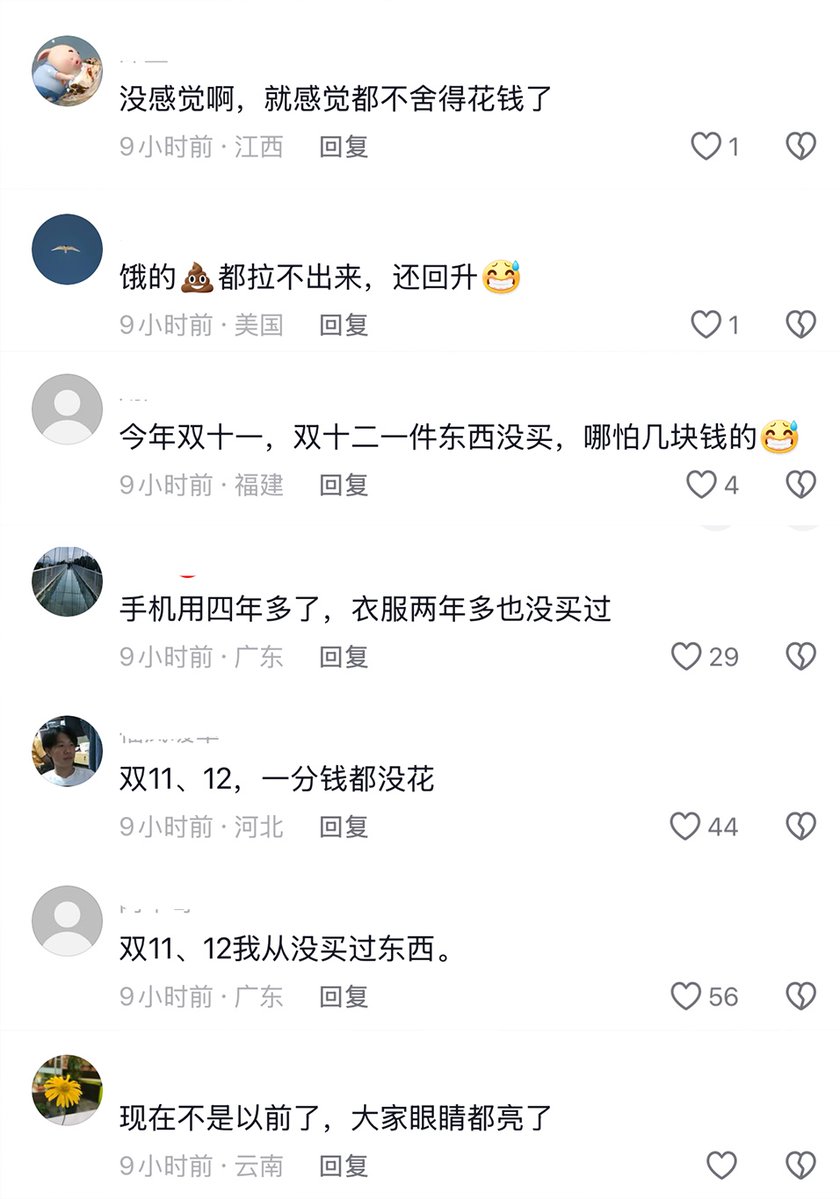 没感觉啊，就感觉都不舍得花钱了
9小时前·江西 回复 1
饿的💩都拉不出来，还回升😅
9小时前·美国 回复 1
今年双十一，双十二一件东西没买，哪怕几块钱的😅
9小时前·福建 回复 4
手机用四年多了，衣服两年多也没买过
9小时前·广东 回复 29
双11、12，一分钱都没花
9小时前·河北 回复 44
双11、12我从没买过东西。
9小时前·广东 回复 56
现在不是以前了，大家眼睛都亮了
9小时前·云南 回复